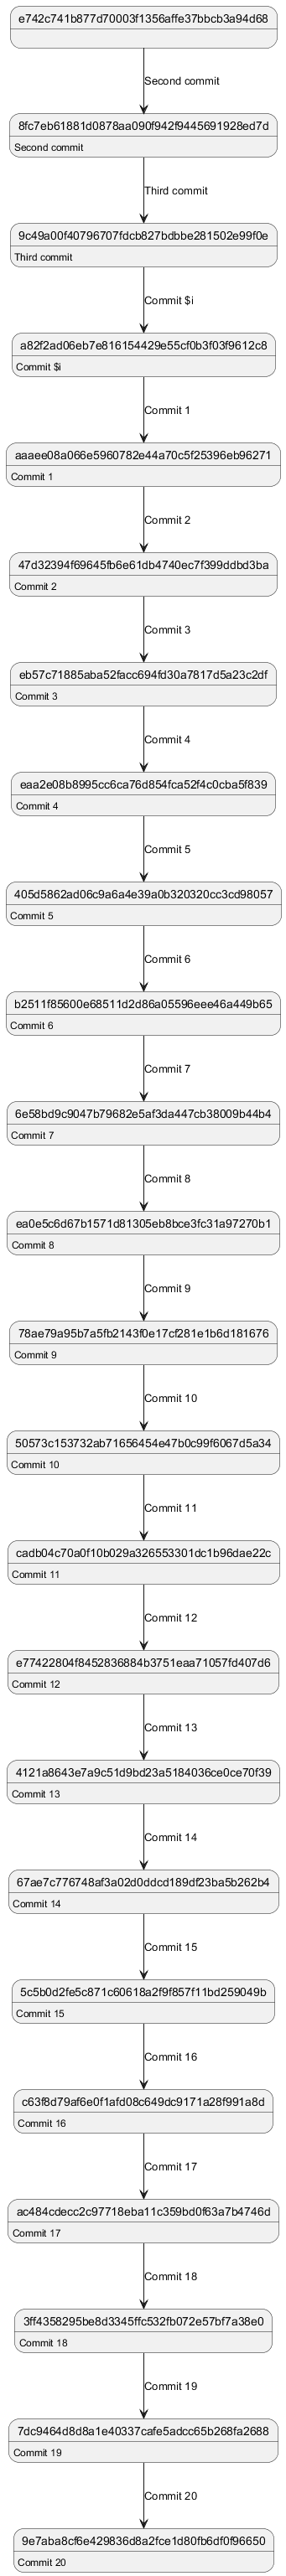 e742c741b877d70003f1356affe37bbcb3a94d68
Second commit
8fc7eb61881d0878aa090f942f9445691928ed7d
Second commit
Third commit
9c49a00f40796707fdcb827bdbbe281502e99f0e
Third commit
Commit $i
a82f2ad06eb7e816154429e55cf0b3f03f9612c8
Commit $i
Commit 1
aaaee08a066e5960782e44a70c5f25396eb96271
Commit 1
Commit 2
47d32394f69645fb6e61db4740ec7f399ddbd3ba
Commit 2
Commit 3
eb57c71885aba52facc694fd30a7817d5a23c2df
Commit 3
Commit 4
eaa2e08b8995cc6ca76d854fca52f4c0cba5f839
Commit 4
Commit 5
405d5862ad06c9a6a4e39a0b320320cc3cd98057
Commit 5
Commit 6
b2511f85600e68511d2d86a05596eee46a449b65
Commit 6
Commit 7
6e58bd9c9047b79682e5af3da447cb38009b44b4
Commit 7
Commit 8
ea0e5c6d67b1571d81305eb8bce3fc31a97270b1
Commit 8
Commit 9
78ae79a95b7a5fb2143f0e17cf281e1b6d181676
Commit 9
Commit 10
50573c153732ab71656454e47b0c99f6067d5a34
Commit 10
Commit 11
cadb04c70a0f10b029a326553301dc1b96dae22c
Commit 11
Commit 12
e77422804f8452836884b3751eaa71057fd407d6
Commit 12
Commit 13
4121a8643e7a9c51d9bd23a5184036ce0ce70f39
Commit 13
Commit 14
67ae7c776748af3a02d0ddcd189df23ba5b262b4
Commit 14
Commit 15
5c5b0d2fe5c871c60618a2f9f857f11bd259049b
Commit 15
Commit 16
c63f8d79af6e0f1afd08c649dc9171a28f991a8d
Commit 16
Commit 17
ac484cdecc2c97718eba11c359bd0f63a7b4746d
Commit 17
Commit 18
3ff4358295be8d3345ffc532fb072e57bf7a38e0
Commit 18
Commit 19
7dc9464d8d8a1e40337cafe5adcc65b268fa2688
Commit 19
Commit 20
9e7aba8cf6e429836d8a2fce1d80fb6df0f96650
Commit 20